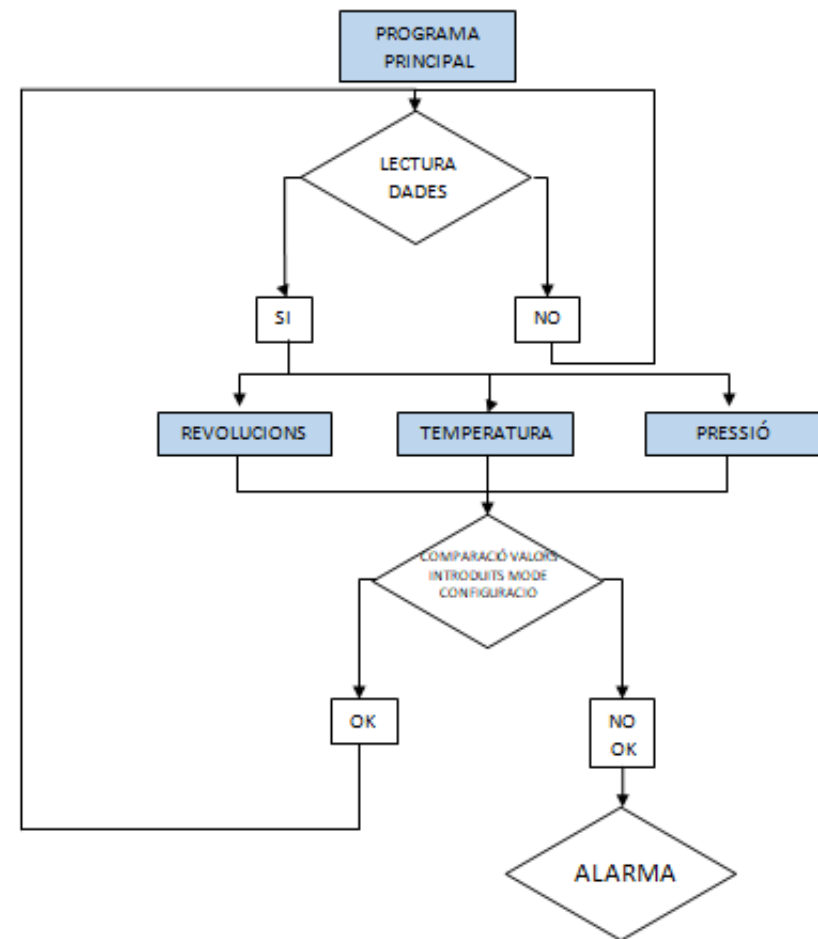 PROGRAMA
PRINCIPAL
LECTURA
DADES
SI
NO
REVOLUCIONS
TEMPERATURA
PRESSIÓ
COMPARACIÓ VALORS
INTRODUITS MODE
CONFIGURACIO
OK
NO
OK
ALARMA